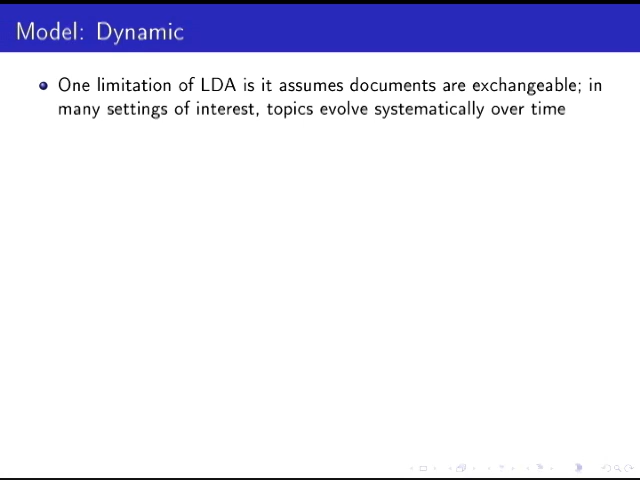 Model: Dynamic
One limitation of LDA is it assumes documents are exchangeable; in
many settings of interest, topics evolve systematically over time